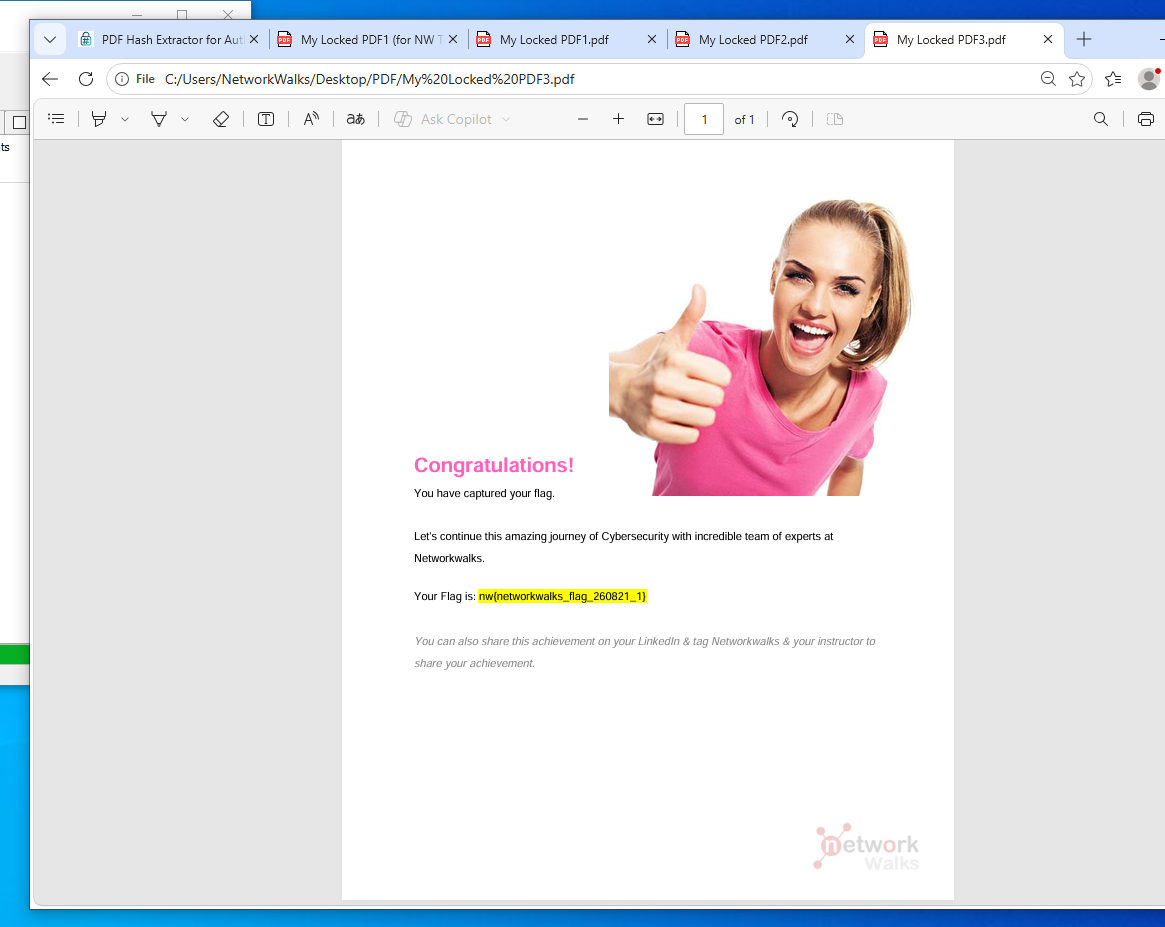 PDF Hash Extractor for Aut
My Locked PDF1 (for NW T
My Locked PDF1.pdf
My Locked PDF2.pdf
My Locked PDF3.pdf
File C:/Users/NetworkWalks/Desktop/PDF/My%20Locked%20PDF3.pdf
aあ Ask Copilot 1 of 1
ts
Congratulations!
You have captured your flag.
Let's continue this amazing journey of Cybersecurity with incredible team of experts at
Networkwalks.
Your Flag is: nw{networkwalks_flag_260821_1}
You can also share this achievement on your LinkedIn & tag Networkwalks & your instructor to
share your achievement.
network
Walks